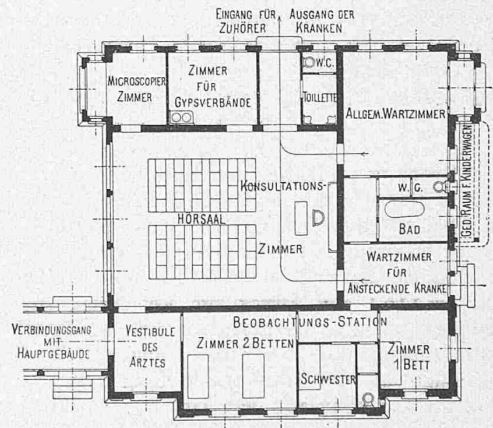 EINGANG FÜR
ZUHÖRER
AUSGANG DER
KRANKEN
MICROSCOPIER
ZIMMER
ZIMMER
FÜR
GYPSVERBÄNDE
W.C.
TOILETTE
ALLGEM. WARTZIMMER
GED. RAUM F. KINDERWAGEN
KONSULTATIONS-
ZIMMER
HÖRSAAL
W. C.
BAD
WARTZIMMER
FÜR
ANSTECKENDE KRANKE
VERBINDUNGSGANG
MIT
HAUPTGEBÄUDE
VESTIBULE
DES
ARZTES
BEOBACHTUNGS-STATION
ZIMMER 2 BETTEN
SCHWESTER
ZIMMER
1 BETT